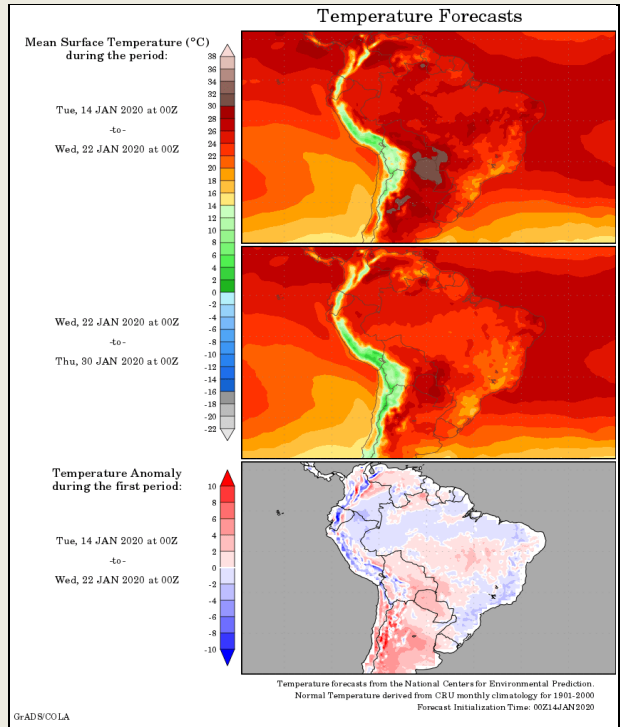 Temperature Forecasts
Mean Surface Temperature (°C)
during the period:
Tue, 14 JAN 2020 at 00Z
-to-
Wed, 22 JAN 2020 at 00Z
38
36
34
32
30
28
26
24
22
20
18
16
14
12
10
8
6
4
2
0
-2
-4
-6
-8
-10
-12
-14
-16
-18
-20
-22
Wed, 22 JAN 2020 at 00Z
-to-
Thu, 30 JAN 2020 at 00Z
Temperature Anomaly
during the first period:
Tue, 14 JAN 2020 at 00Z
-to-
Wed, 22 JAN 2020 at 00Z
10
8
6
4
2
0
-2
-4
-6
-8
-10
Temperature forecasts from the National Centers for Environmental Prediction.
Normal Temperature derived from CRU monthly climatology for 1901-2000
Forecast Initialization Time: 00Z14JAN2020
GrADS/COLA